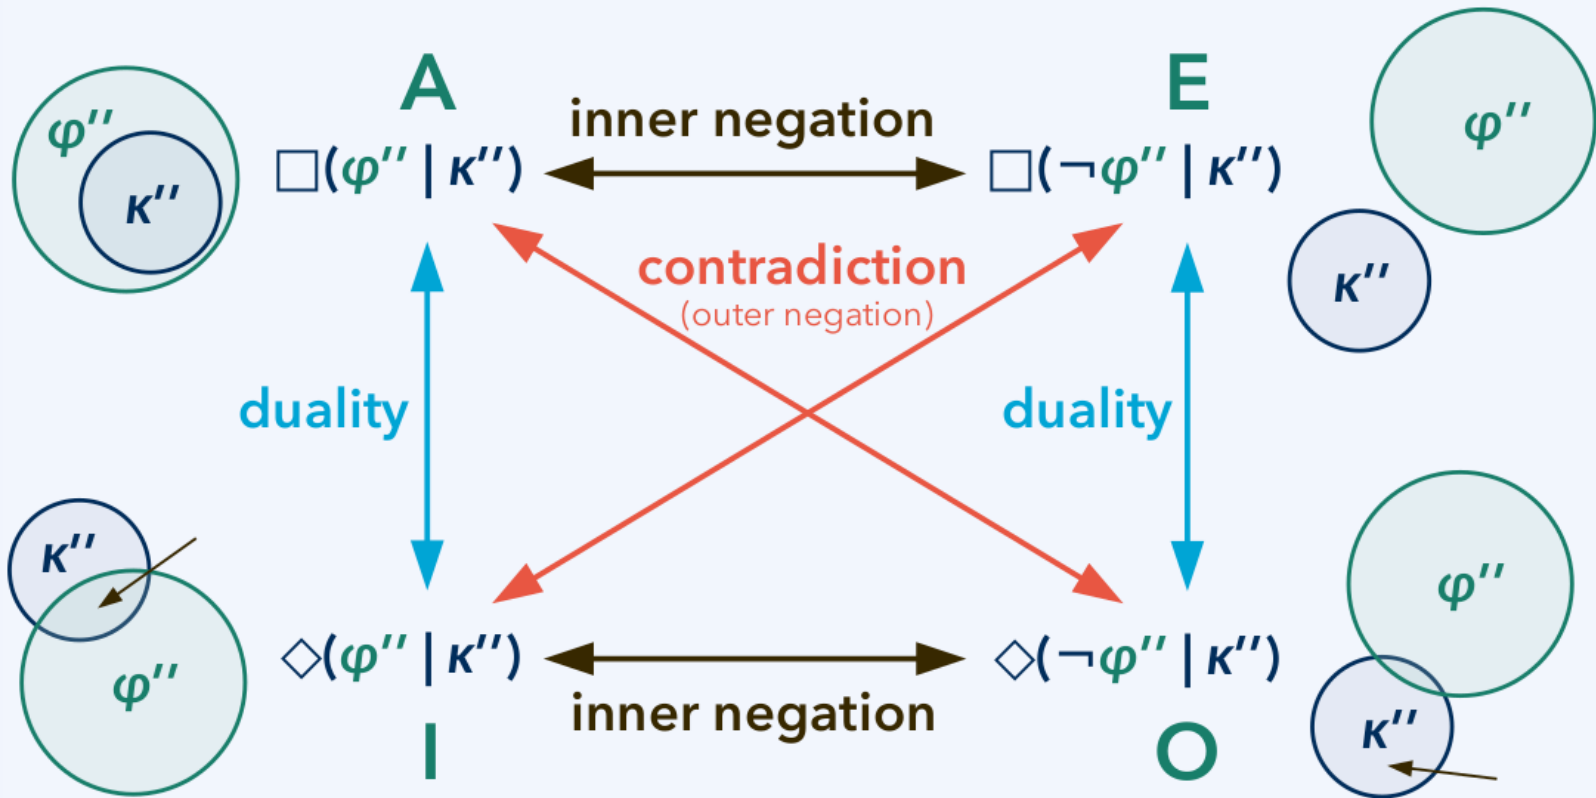 A
E
inner negation
φ′′
κ′′
□(φ′′ | κ′′)
□(¬φ′′ | κ′′)
φ′′
κ′′
contradiction
(outer negation)
duality
duality
κ′′
φ′′
◇(φ′′ | κ′′)
◇(¬φ′′ | κ′′)
φ′′
κ′′
inner negation
I
O